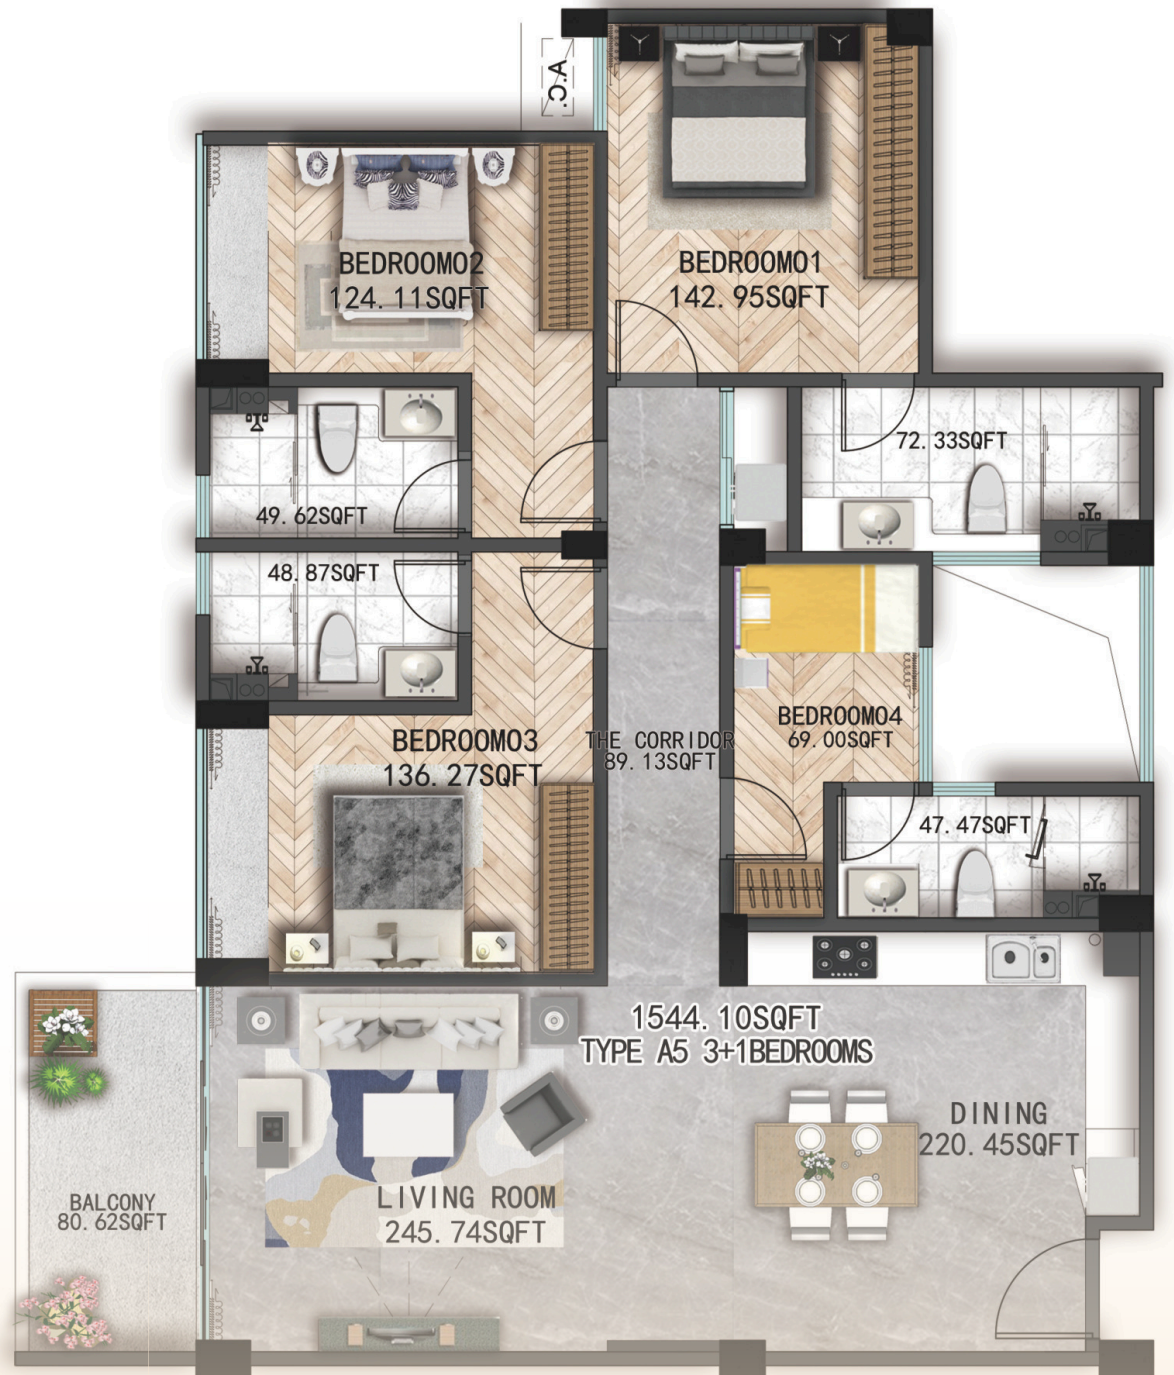 A.C.
BEDROOM01
142.95SQFT
BEDROOM02
124.11SQFT
72.33SQFT
49.62SQFT
48.87SQFT
BEDROOM04
69.00SQFT
BEDROOM03
136.27SQFT
THE CORRIDOR
89.13SQFT
47.47SQFT
1544.10SQFT
TYPE A5 3+1BEDROOMS
DINING
220.45SQFT
LIVING ROOM
245.74SQFT
BALCONY
80.62SQFT